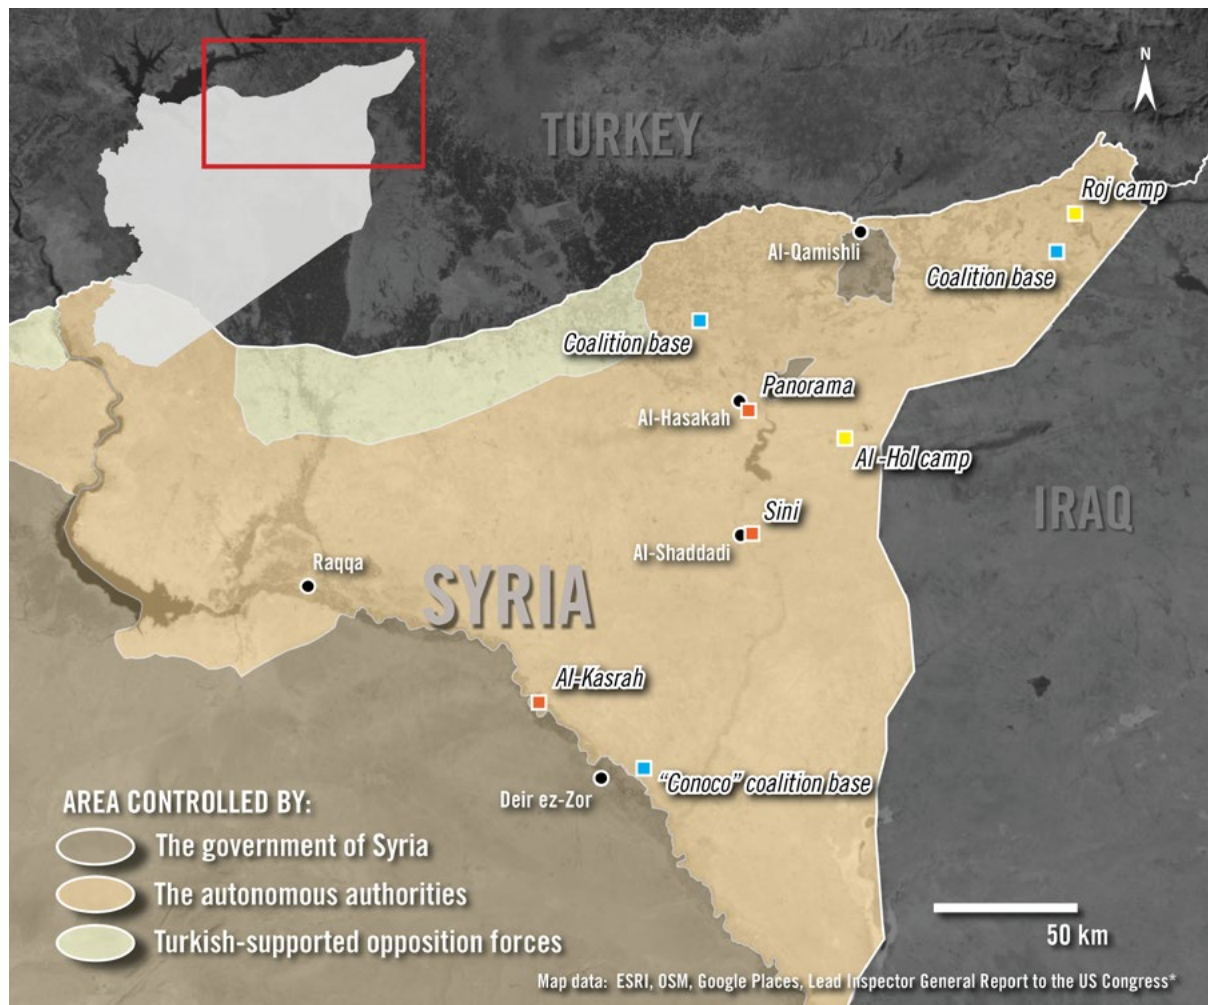 N
TURKEY
Roj camp
Al-Qamishli
Coalition base
Coalition base
Panorama
Al-Hasakah
Al -Hol camp
IRAQ
Sini
Al-Shaddadi
Raqqa
SYRIA
Al-Kasrah
"Conoco" coalition base
Deir ez-Zor
AREA CONTROLLED BY:
The government of Syria
The autonomous authorities
Turkish-supported opposition forces
50 km
Map data: ESRI, OSM, Google Places, Lead Inspector General Report to the US Congress*